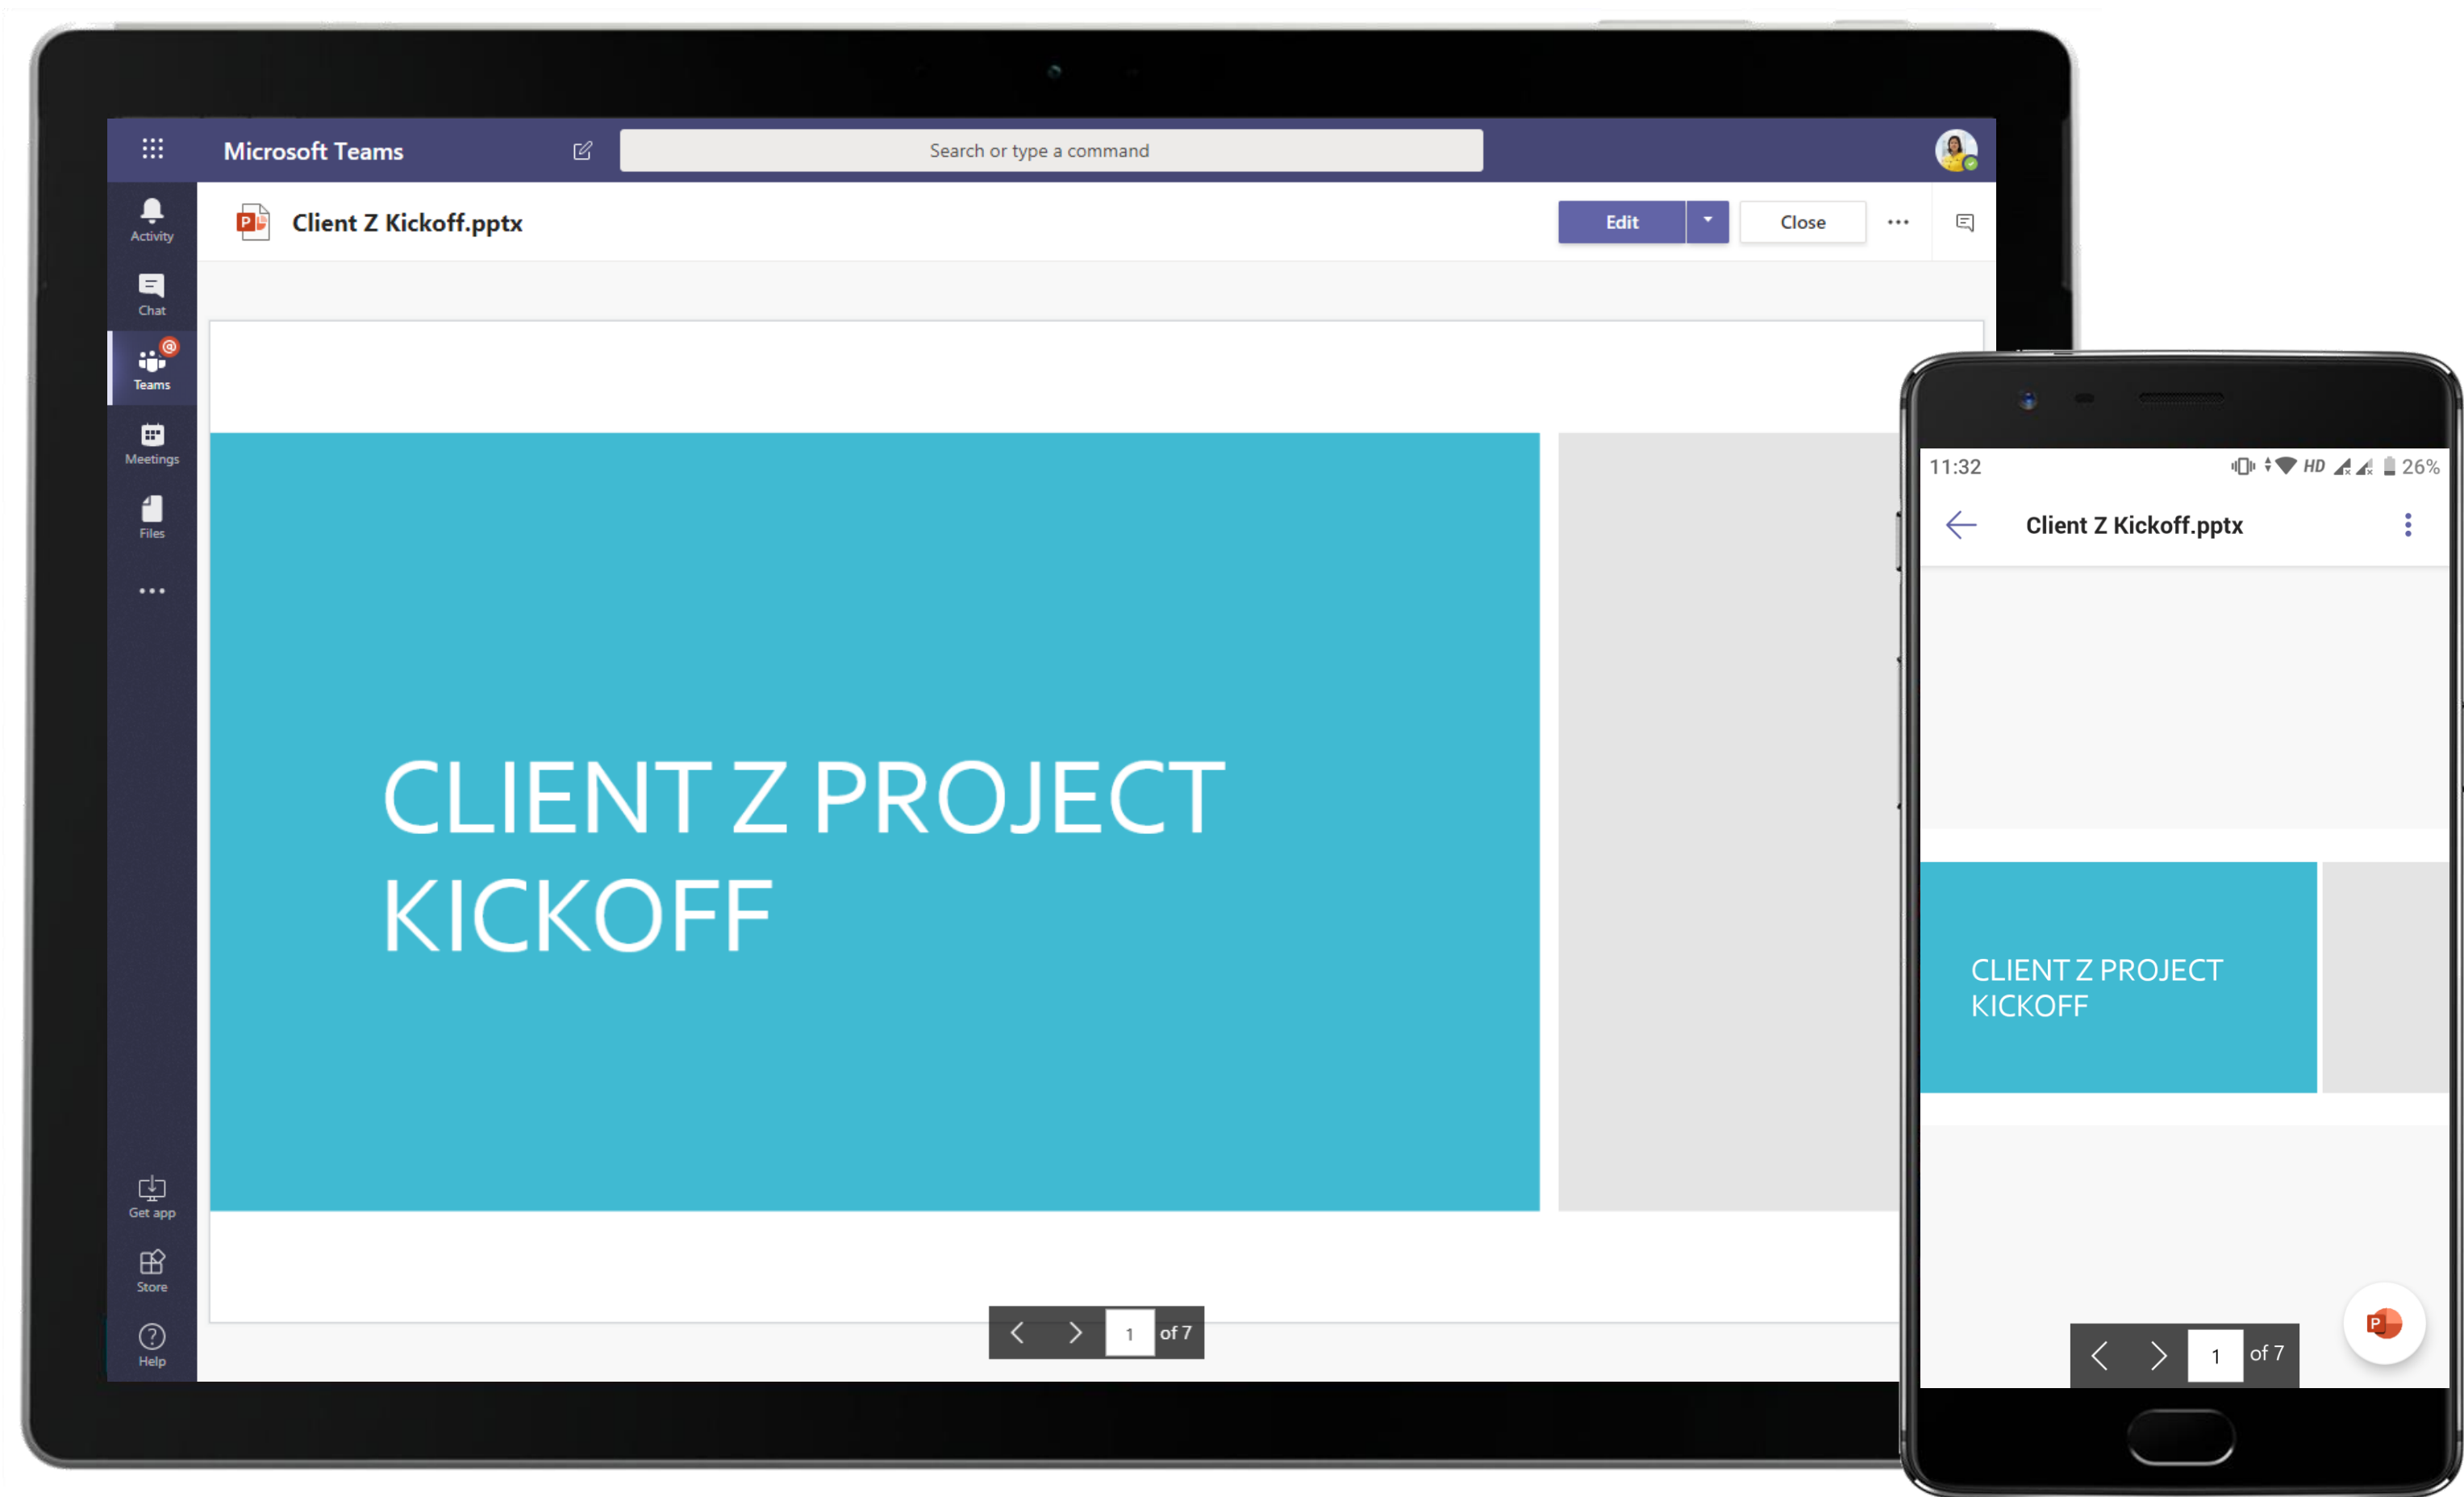 Microsoft Teams
Search or type a command
Activity
Chat
@
Teams
Meetings
Files
Get app
Store
Help
P
Client Z Kickoff.pptx
Edit
Close
CLIENT Z PROJECT
KICKOFF
1 of 7
11:32
HD
26%
Client Z Kickoff.pptx
CLIENT Z PROJECT
KICKOFF
P
1 of 7